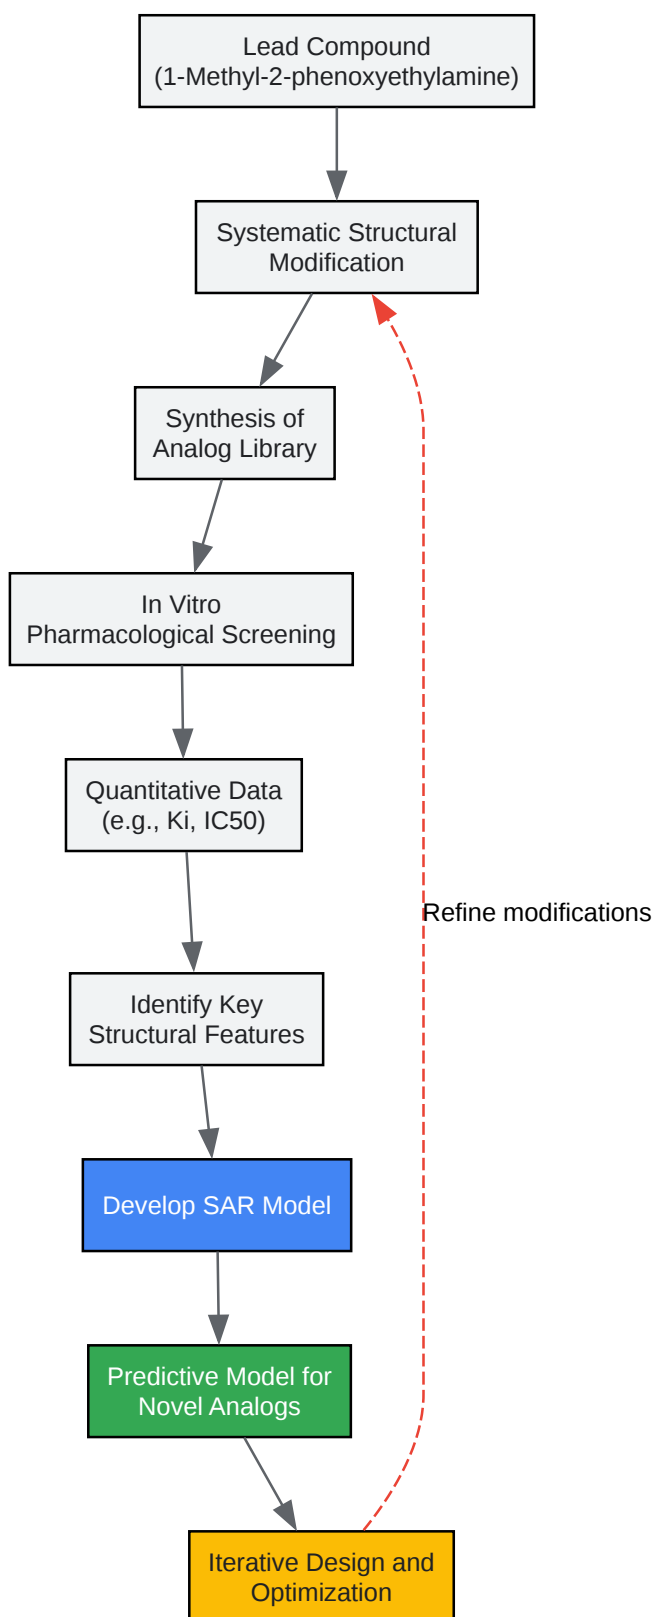 Lead Compound
(1-Methyl-2-phenoxyethylamine)
Systematic Structural
Modification
Synthesis of
Analog Library
In Vitro
Pharmacological Screening
Quantitative Data
(e.g., Ki, IC50)
Refine modifications
Identify Key
Structural Features
Develop SAR Model
Predictive Model for
Novel Analogs
Iterative Design and
Optimization